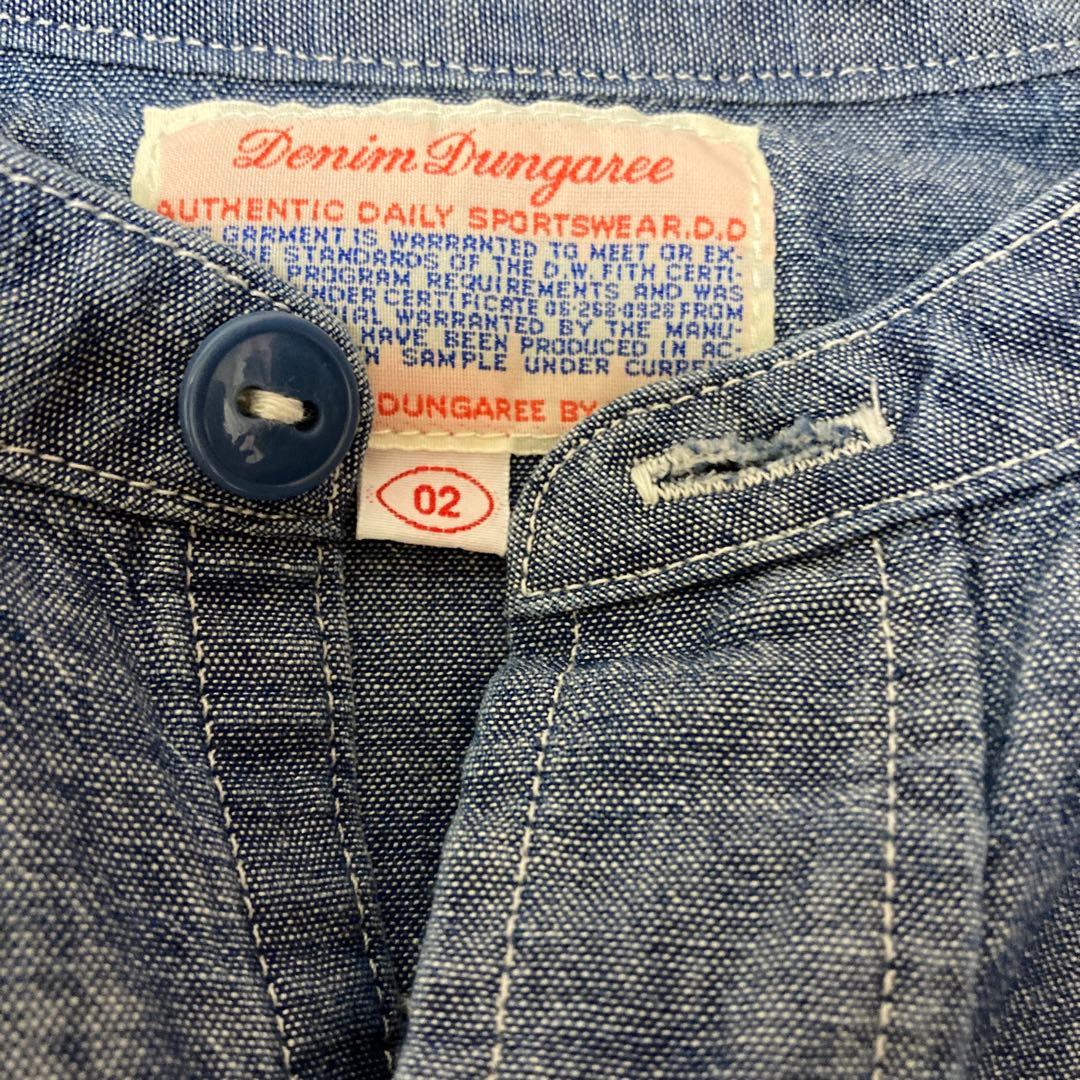 Denim Dungaree
AUTHENTIC DAILY SPORTSWEAR.D.D
GARMENT IS WARRANTED TO MEET OR EX-
STANDARDS OF THE D.W. FITH CERTI-
PROGRAM REQUIREMENTS AND WAS
CERTIFICATE 06-268-0928 FROM
WARRANTED BY THE MANU-
HAVE BEEN PRODUCED IN AC-
SAMPLE UNDER
DUNGAREE BY
02